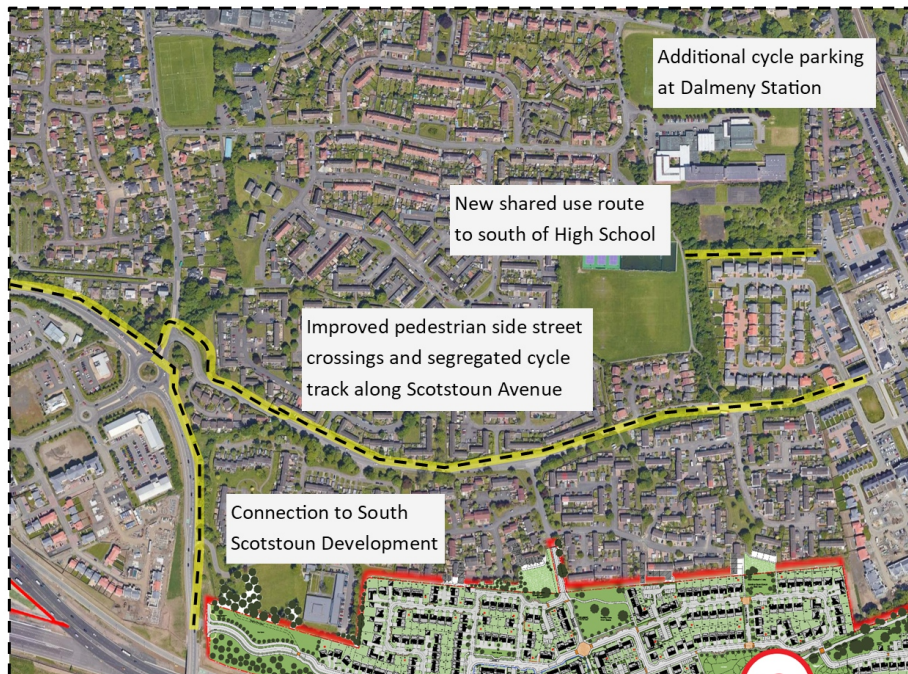 Additional cycle parking
at Dalmeny Station
New shared use route
to south of High School
Improved pedestrian side street
crossings and segregated cycle
track along Scotstoun Avenue
Connection to South
Scotstoun Development